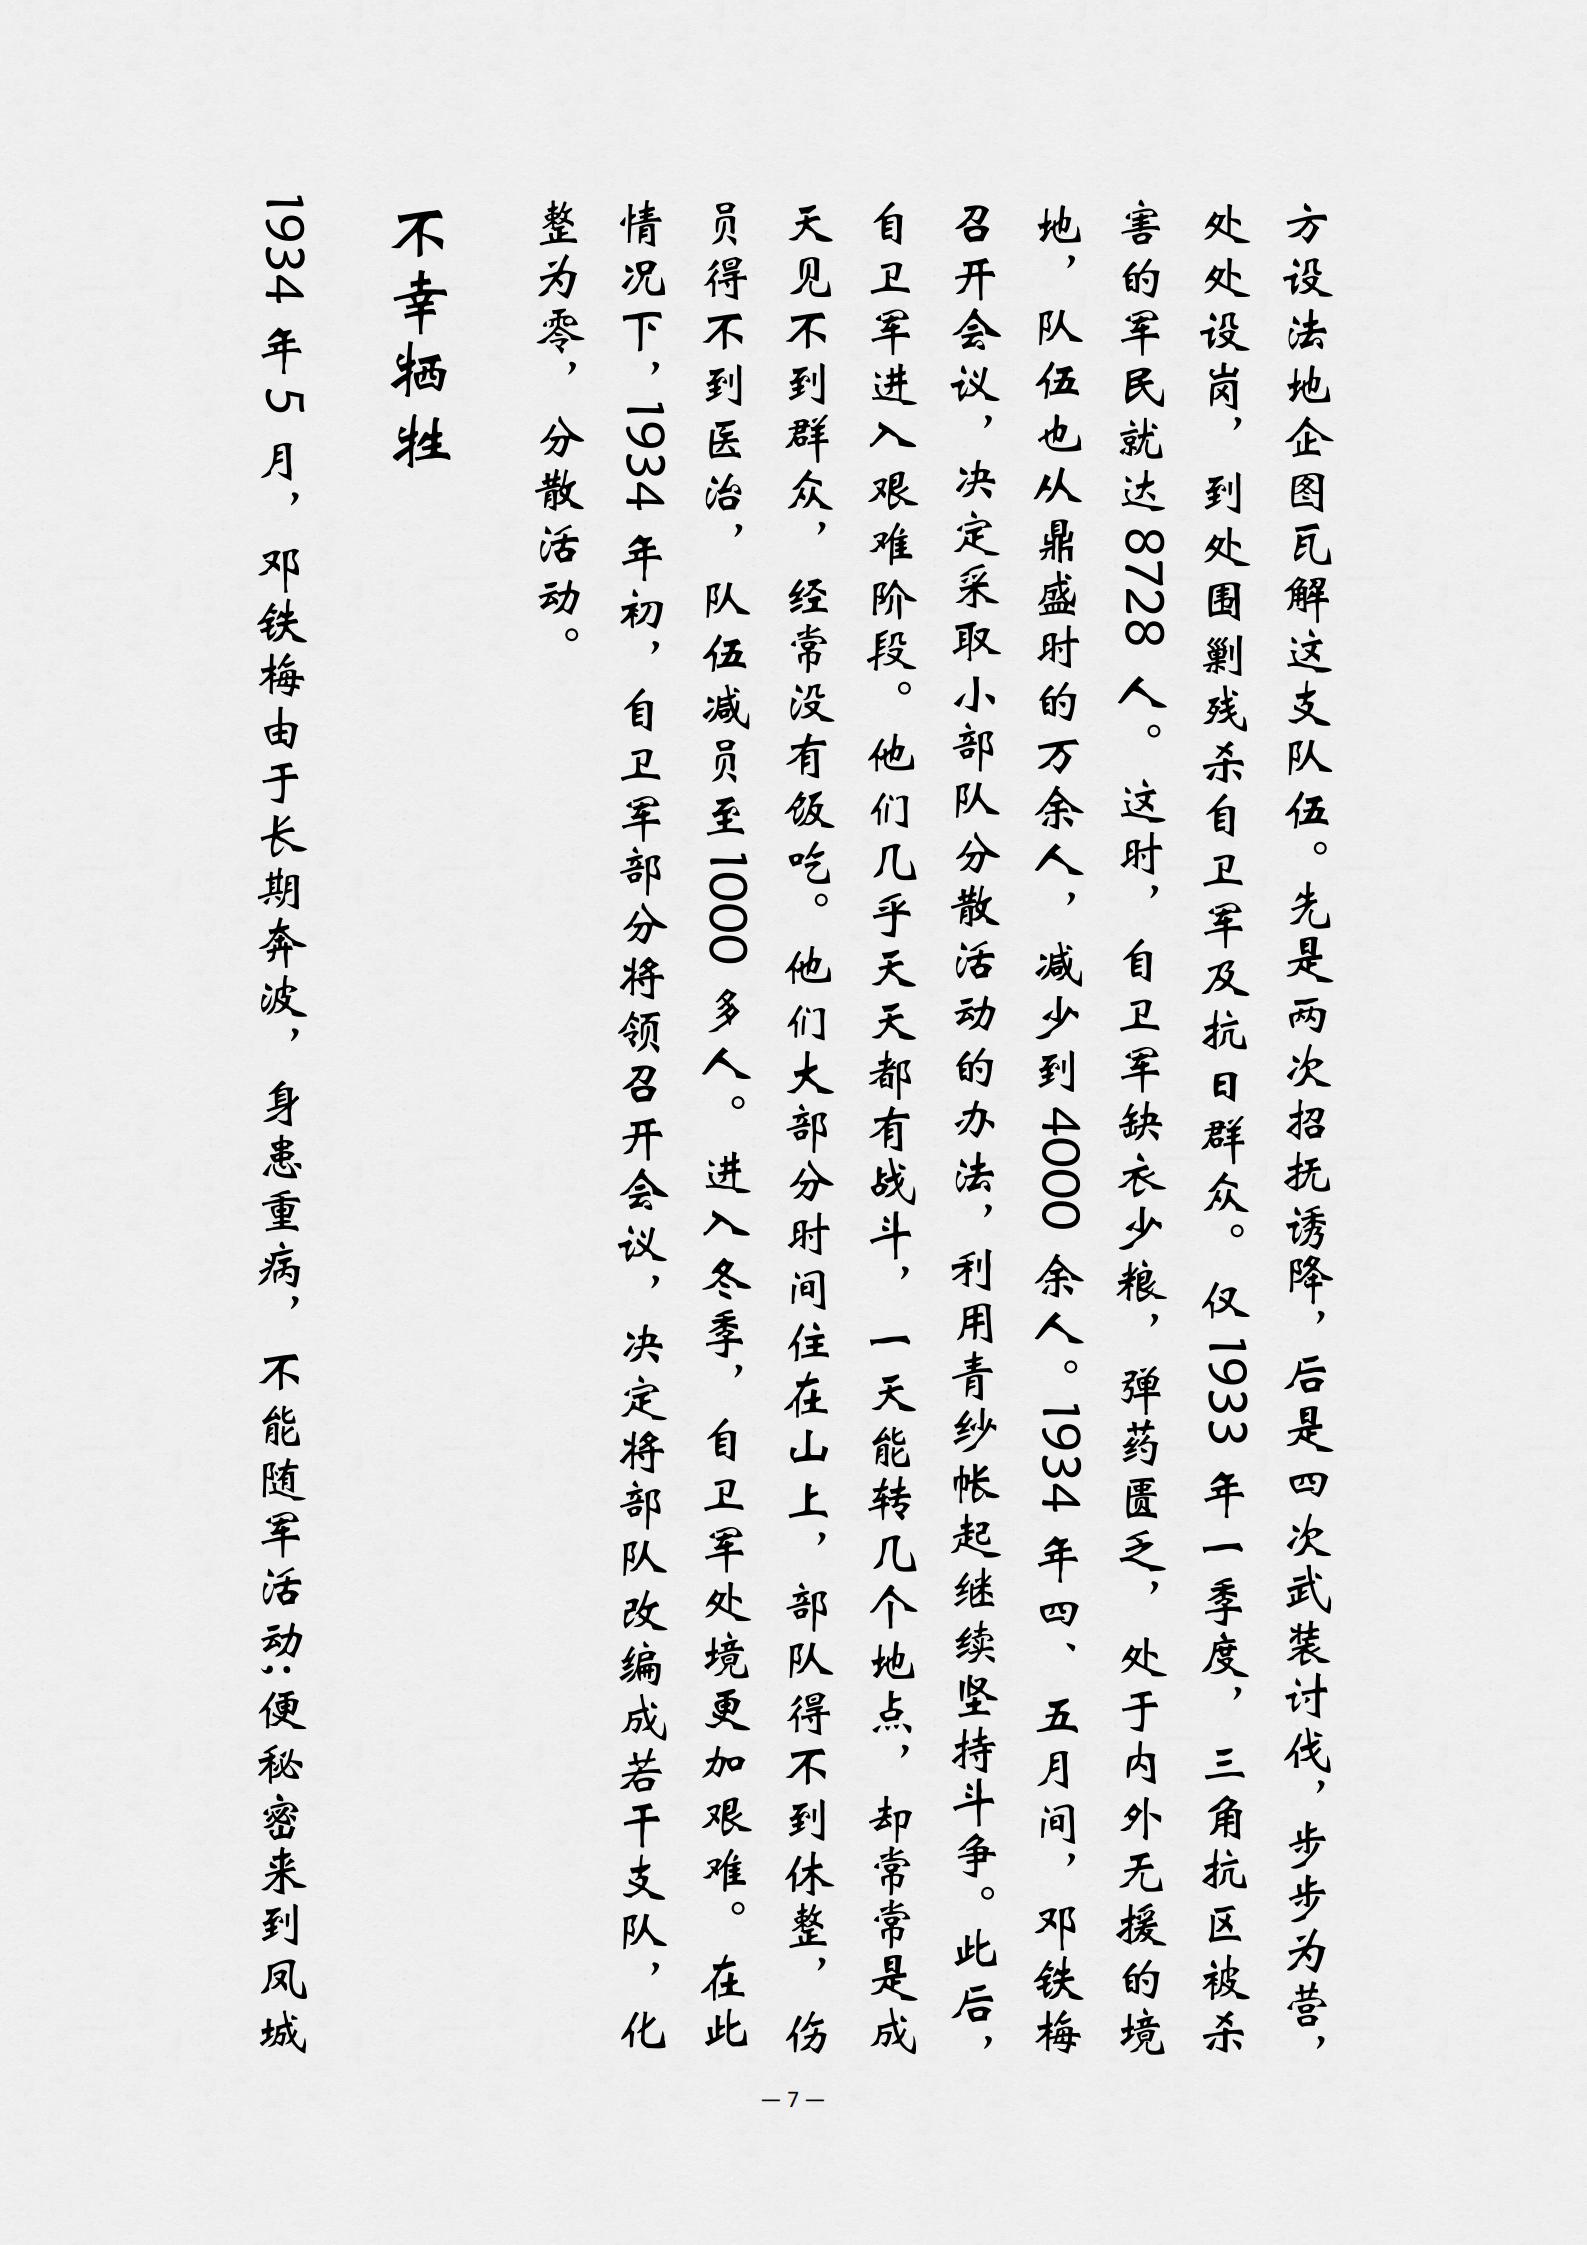 方设法地企图瓦解这支队伍。先是两次招抚诱降，后是四次武装讨伐，步步为营，
处处设岗，到处围剿残杀自卫军及抗日群众。仅1933年一季度，三角抗区被杀
害的军民就达8728人。这时，自卫军缺衣少粮，弹药匮乏，处于内外无援的境
地，队伍也从鼎盛时的万余人，减少到4000余人。1934年四、五月间，邓铁梅
召开会议，决定采取小部队分散活动的办法，利用青纱帐起继续坚持斗争。此后，
自卫军进入艰难阶段。他们几乎天天都有战斗，一天能转几个地点，却常常是成
天见不到群众，经常没有饭吃。他们大部分时间住在山上，部队得不到休整，伤
员得不到医治，队伍减员至1000多人。进入冬季，自卫军处境更加艰难。在此
情况下，1934年初，自卫军部分将领召开会议，决定将部队改编成若干支队，化
整为零，分散活动。
不幸牺牲
1934年5月，邓铁梅由于长期奔波，身患重病，不能随军活动;便秘密来到凤城
—7—